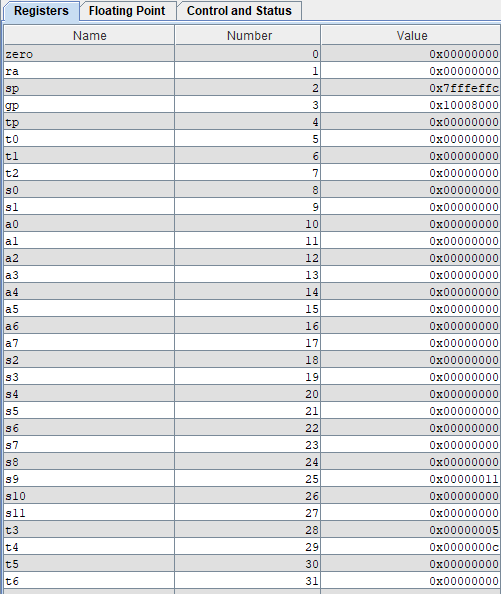 Registers Floating Point Control and Status
Name Number Value
zero 0 0x00000000
ra 1 0x00000000
sp 2 0x7fffeffc
gp 3 0x10008000
tp 4 0x00000000
t0 5 0x00000000
t1 6 0x00000000
t2 7 0x00000000
s0 8 0x00000000
s1 9 0x00000000
a0 10 0x00000000
a1 11 0x00000000
a2 12 0x00000000
a3 13 0x00000000
a4 14 0x00000000
a5 15 0x00000000
a6 16 0x00000000
a7 17 0x00000000
s2 18 0x00000000
s3 19 0x00000000
s4 20 0x00000000
s5 21 0x00000000
s6 22 0x00000000
s7 23 0x00000000
s8 24 0x00000000
s9 25 0x00000011
s10 26 0x00000000
s11 27 0x00000000
t3 28 0x00000005
t4 29 0x0000000c
t5 30 0x00000000
t6 31 0x00000000